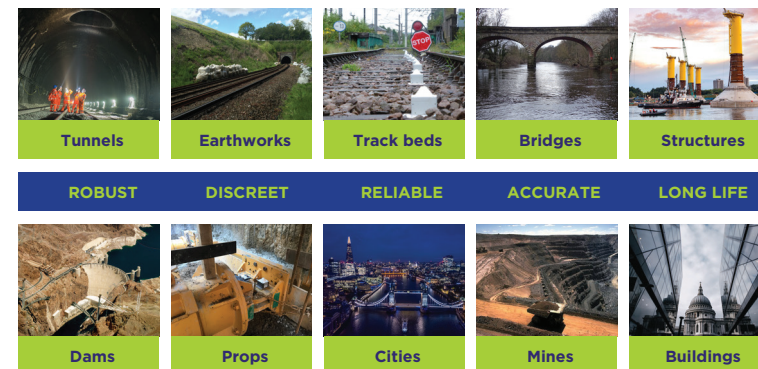 STOP
Tunnels
Earthworks
Track beds
Bridges
Structures
ROBUST DISCREET RELIABLE ACCURATE LONG LIFE
Dams
Props
Cities
Mines
Buildings